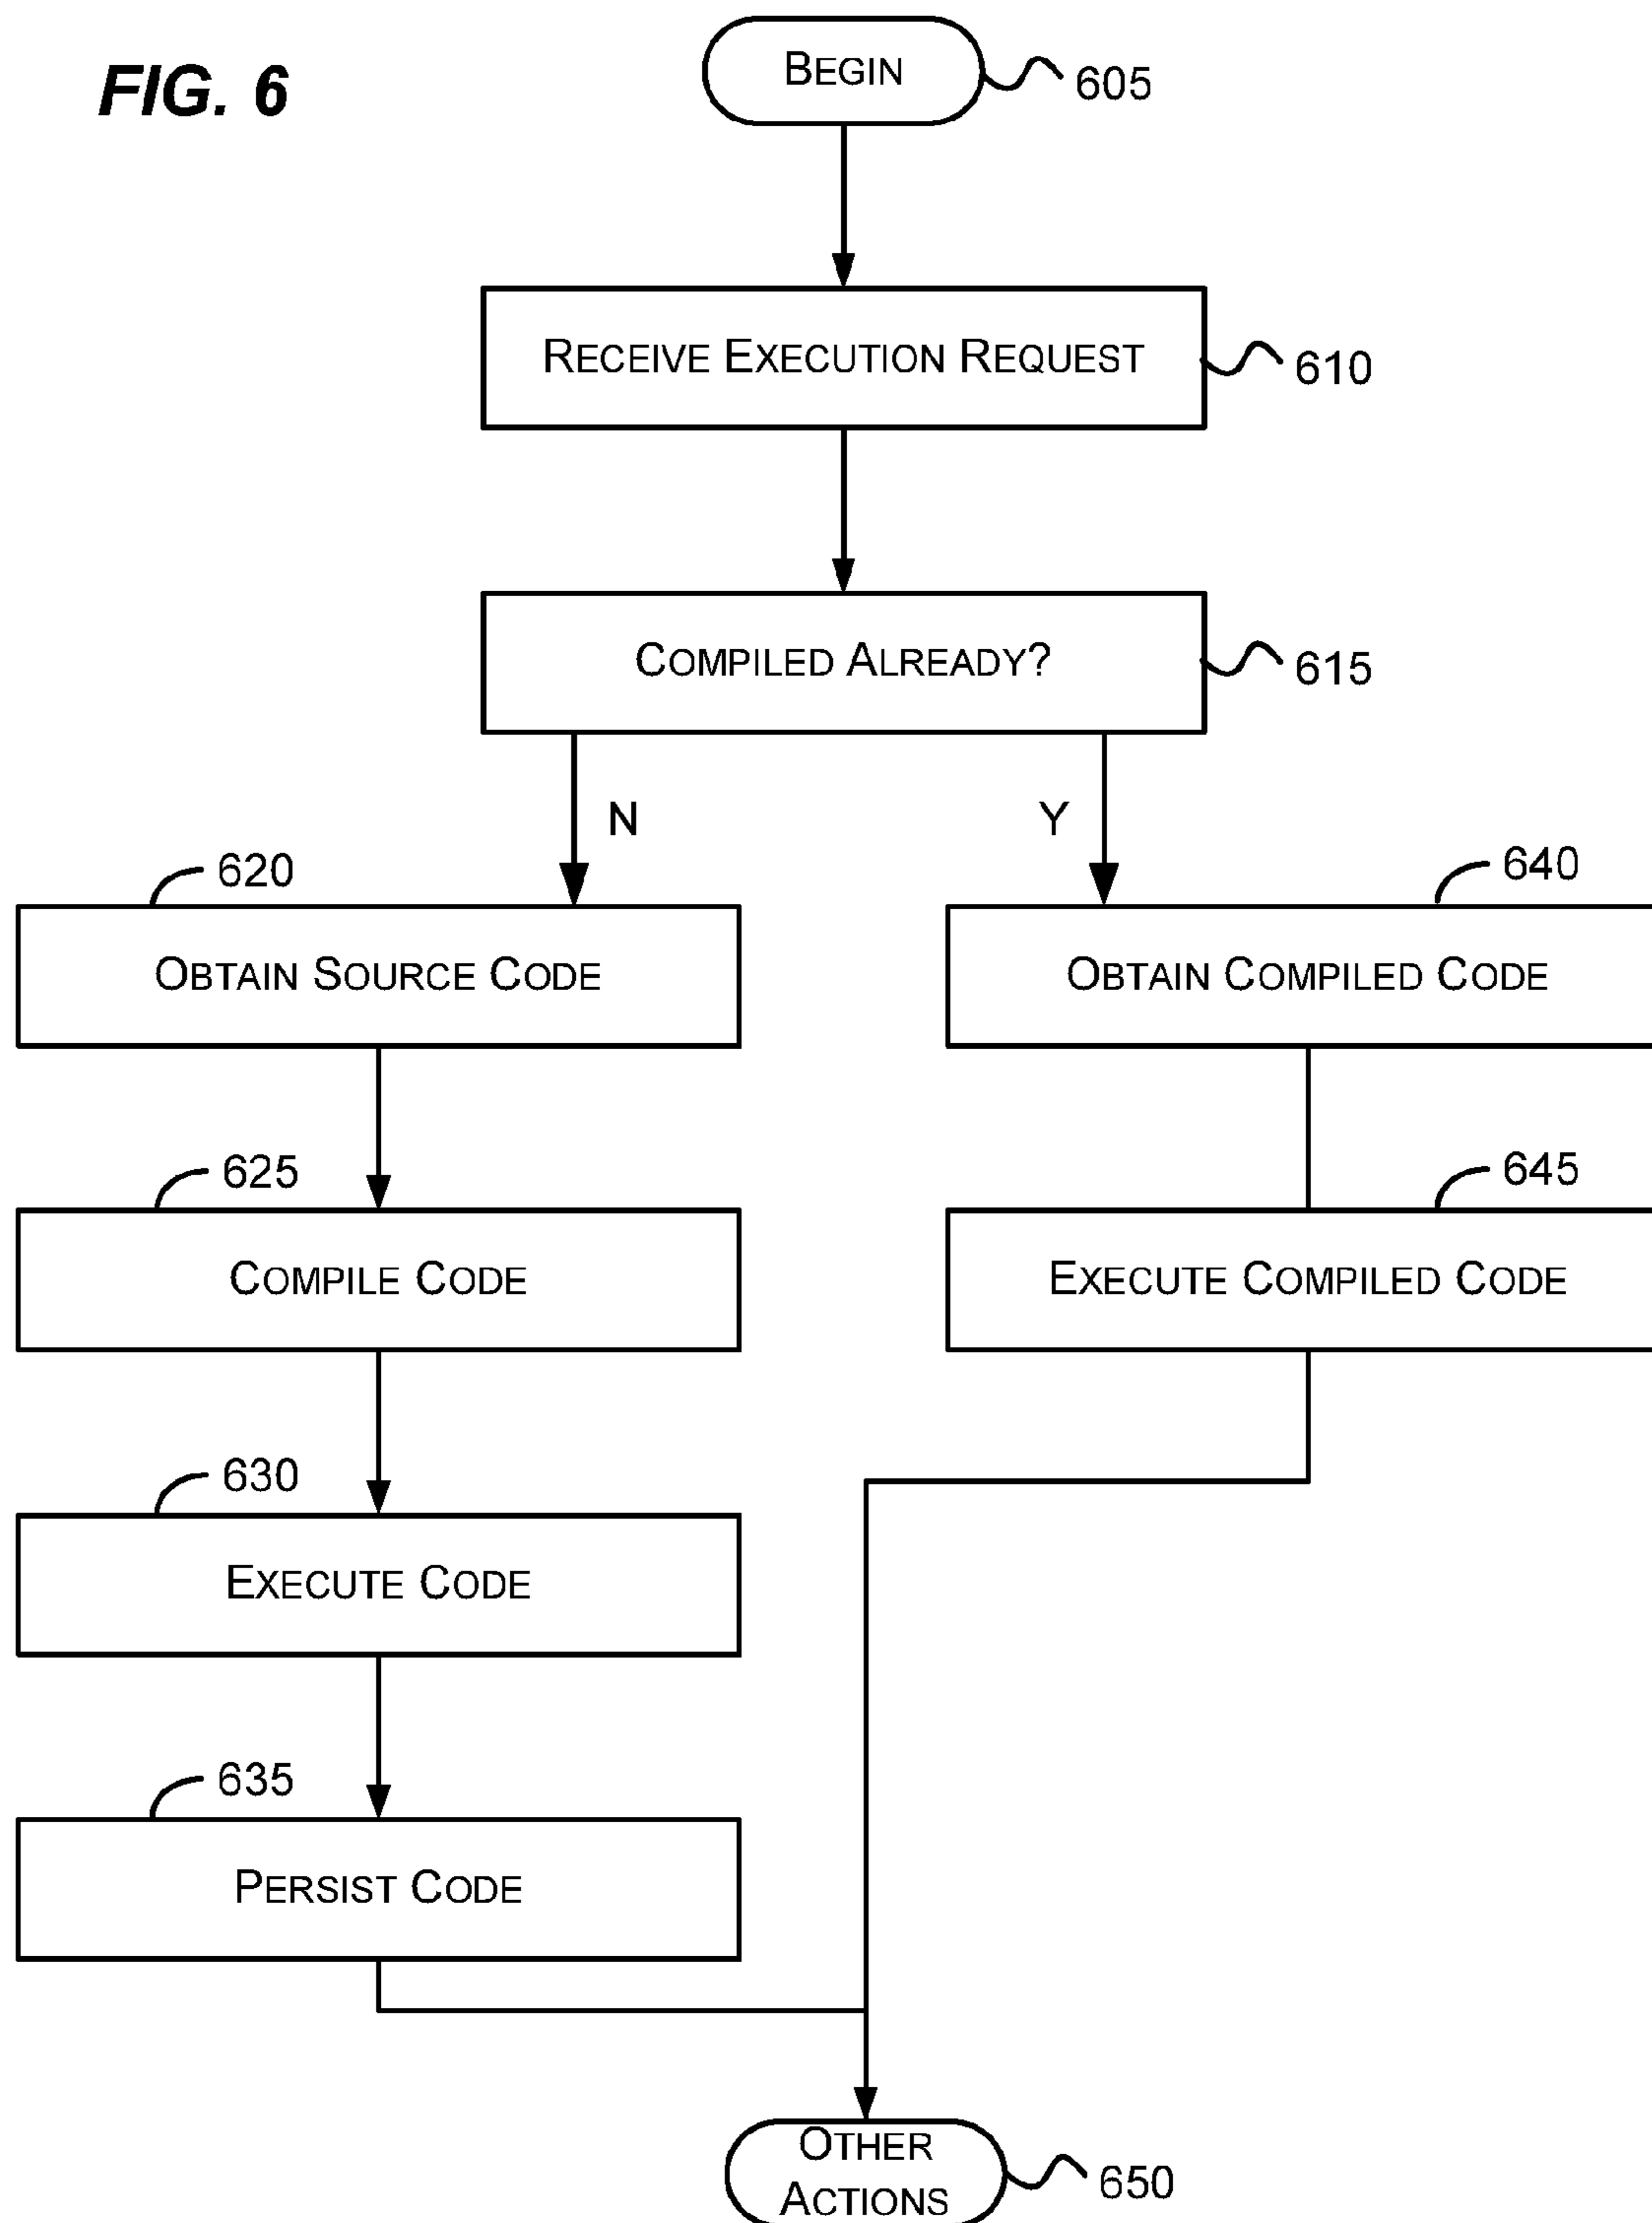 FIG. 6
BEGIN
605
RECEIVE EXECUTION REQUEST
610
COMPILED ALREADY?
615
N
Y
620
640
OBTAIN SOURCE CODE
OBTAIN COMPILED CODE
625
645
COMPILE CODE
EXECUTE COMPILED CODE
630
EXECUTE CODE
635
PERSIST CODE
OTHER
ACTIONS
650